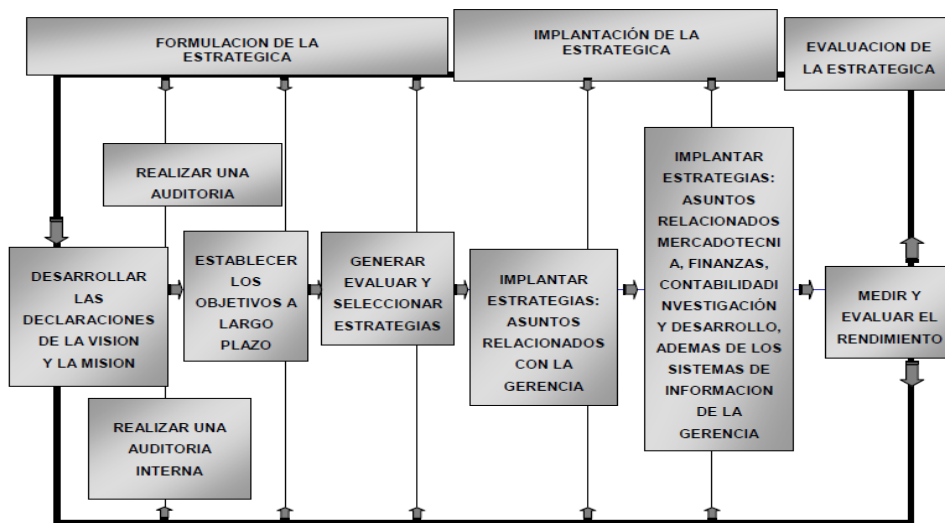 FORMULACION DE LA
ESTRATEGICA
IMPLANTACIÓN DE LA
ESTRATEGICA
EVALUACION DE
LA ESTRATEGICA
REALIZAR UNA
AUDITORIA
DESARROLLAR
LAS
DECLARACIONES
DE LA VISION
Y LA MISION
REALIZAR UNA
AUDITORIA
INTERNA
ESTABLECER
LOS
OBJETIVOS A
LARGO
PLAZO
GENERAR
EVALUAR Y
SELECCIONAR
ESTRATEGIAS
IMPLANTAR
ESTRATEGIAS:
ASUNTOS
RELACIONADOS
CON LA
GERENCIA
IMPLANTAR
ESTRATEGIAS:
ASUNTOS
RELACIONADOS
MERCADOTECNI
A, FINANZAS,
CONTABILIDADI
NVESTIGACIÓN
Y DESARROLLO,
ADEMAS DE LOS
SISTEMAS DE
INFORMACION
DE LA
GERENCIA
MEDIR Y
EVALUAR EL
RENDIMIENTO